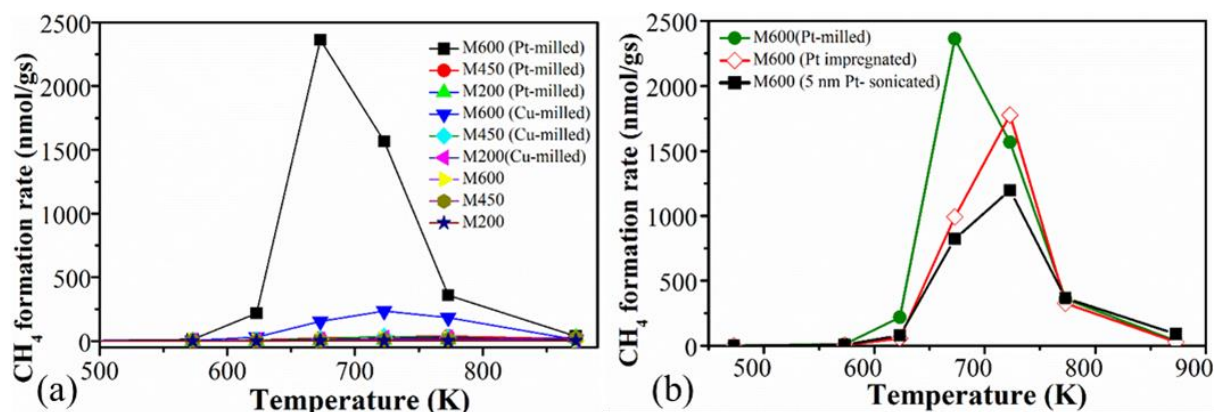 2500
2000
1500
1000
500
0
CH4 formation rate (nmol/gs)
M600 (Pt-milled)
M450 (Pt-milled)
M200 (Pt-milled)
M600 (Cu-milled)
M450 (Cu-milled)
M200(Cu-milled)
M600
M450
M200
500 600 700 800
Temperature (K)
(a)
2500
2000
1500
1000
500
0
CH4 formation rate (nmol/gs)
M600(Pt-milled)
M600 (Pt impregnated)
M600 (5 nm Pt- sonicated)
500 600 700 800 900
Temperature (K)
(b)